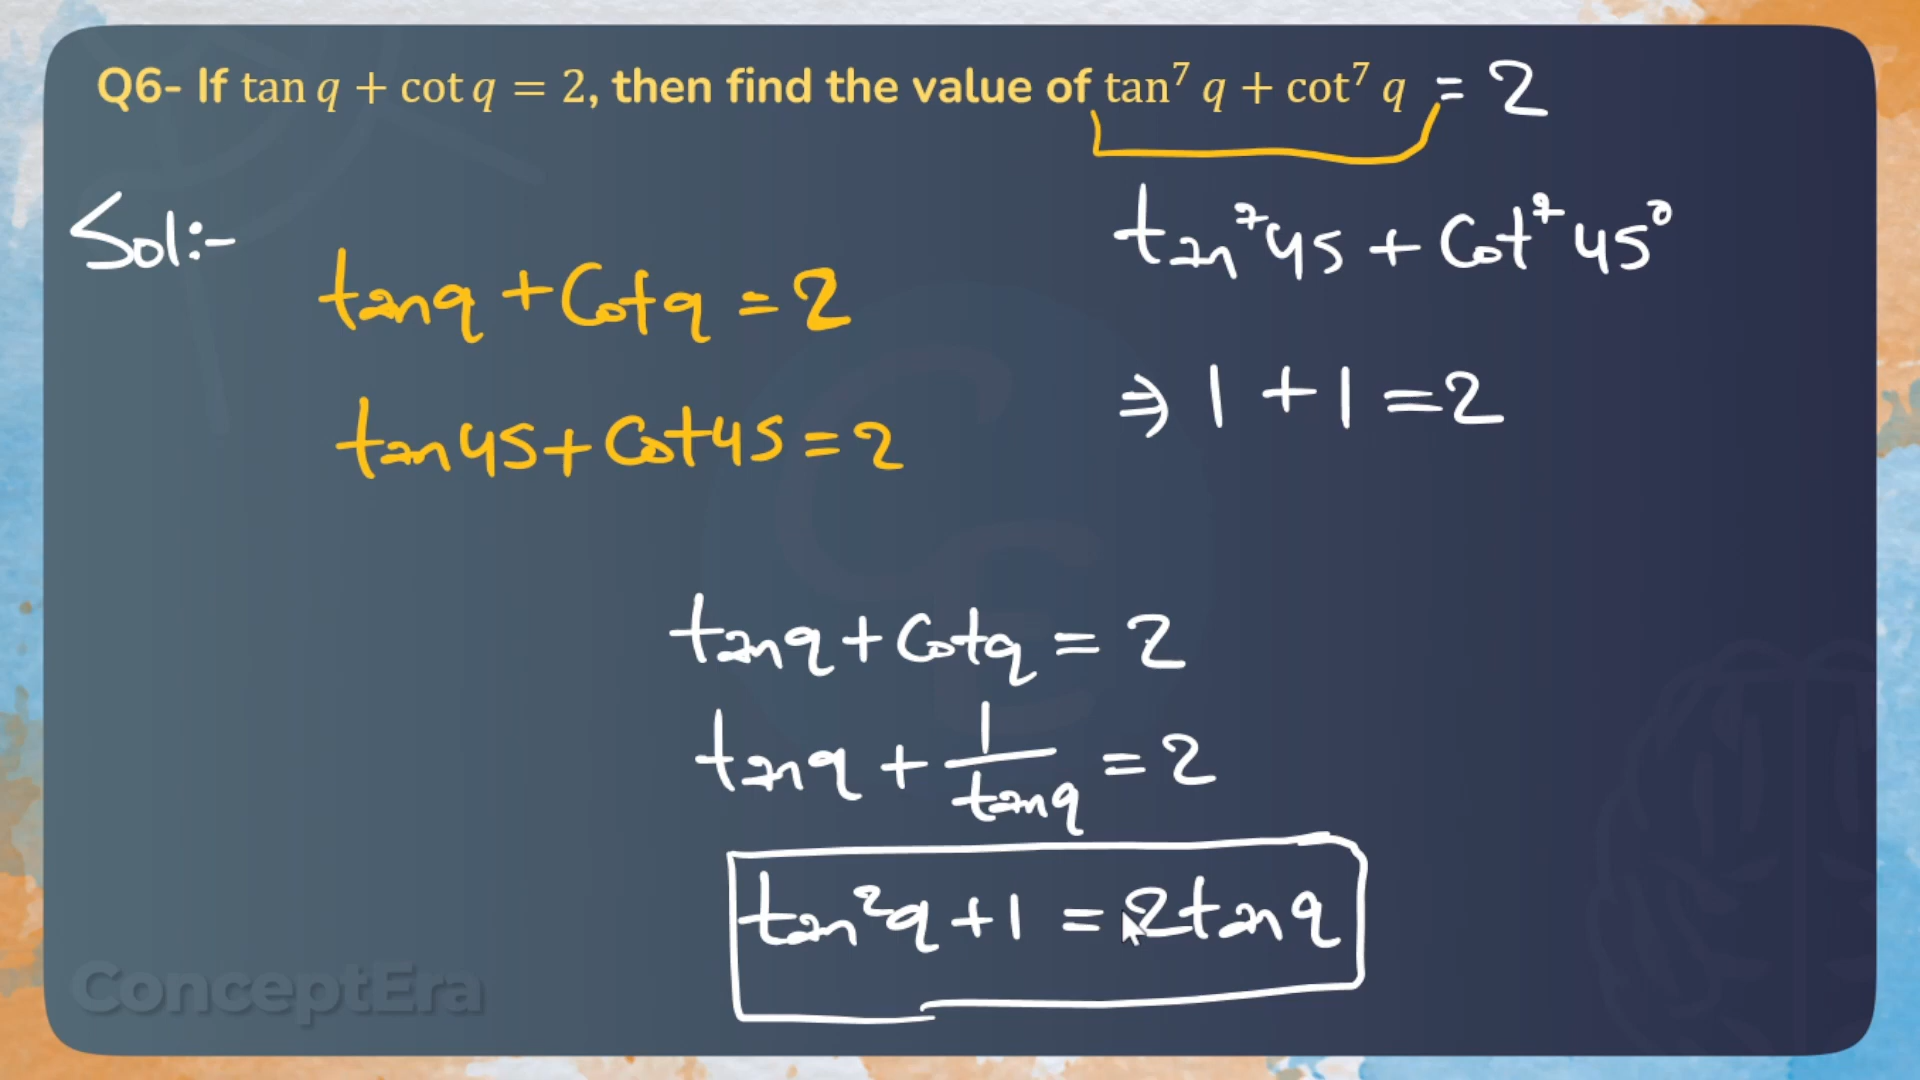 Q6- If tan q + cot q = 2, then find the value of tan⁷ q + cot⁷ q = 2
Sol:-
tanq + Cotq = 2
tan45 + Cot45 = 2
tan⁷45 + Cot⁷45°
⇒ 1 + 1 = 2
tanq + Cotq = 2
tanq + 1/tanq = 2
tan²q + 1 = 2tanq
ConceptEra